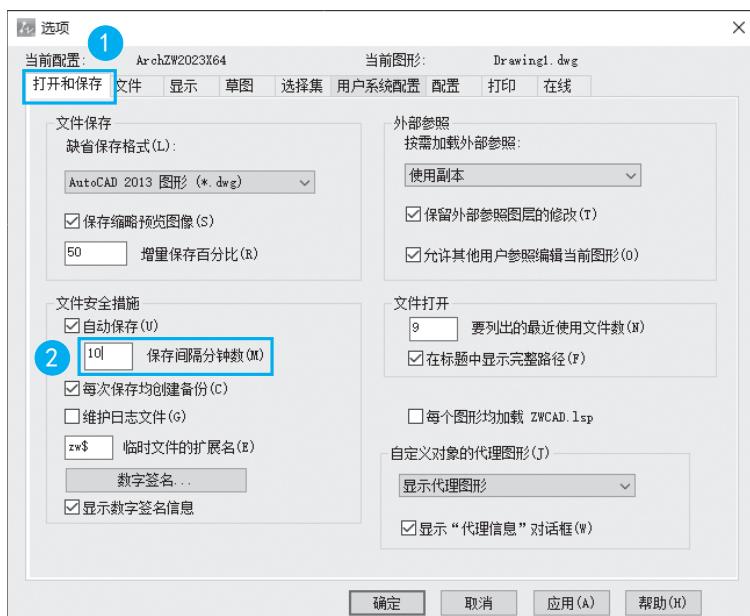 选项
1
当前配置: ArchZW2023X64 当前图形: Drawing1.dwg
打开和保存 文件 显示 草图 选择集 用户系统配置 配置 打印 在线
文件保存
缺省保存格式(L):
AutoCAD 2013 图形 (*.dwg)
保存缩略预览图像(S)
50 增量保存百分比(R)
外部参照
按需加载外部参照:
使用副本
保留外部参照图层的修改(T)
允许其他用户参照编辑当前图形(O)
文件安全措施
自动保存(U)
2 10 保存间隔分钟数(M)
每次保存均创建备份(C)
维护日志文件(G)
zw$ 临时文件的扩展名(E)
数字签名...
显示数字签名信息
文件打开
9 要列出的最近使用文件数(N)
在标题中显示完整路径(F)
每个图形均加载 ZWCAD.lsp
自定义对象的代理图形(J)
显示代理图形
显示“代理信息”对话框(W)
确定 取消 应用(A) 帮助(H)